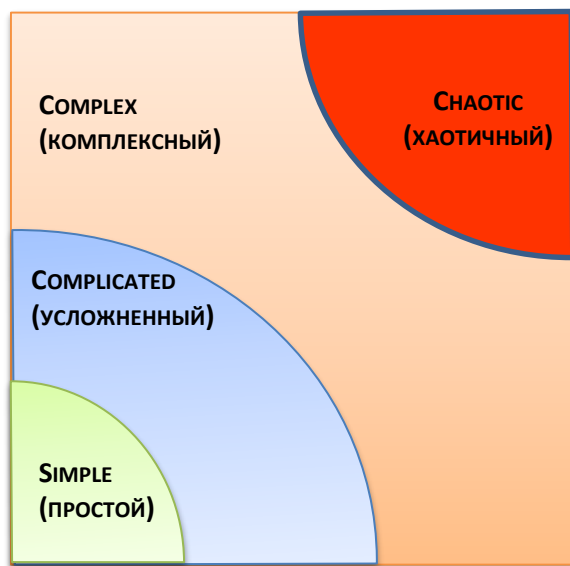 COMPLEX
(КОМПЛЕКСНЫЙ)
CHAOTIC
(ХАОТИЧНЫЙ)
COMPLICATED
(УСЛОЖНЕННЫЙ)
SIMPLE
(ПРОСТОЙ)